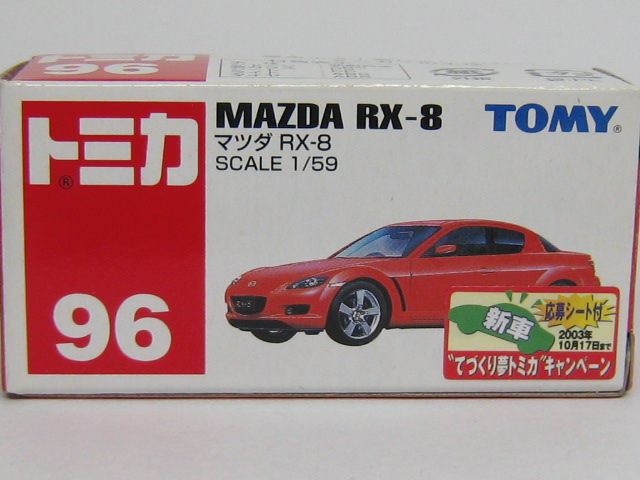 96
トミカ®
96
MAZDA RX-8
マツダ RX-8
SCALE 1/59
TOMY®
新車
応募シート付
2003年
10月17日まで
"てづくり夢トミカ"キャンペーン